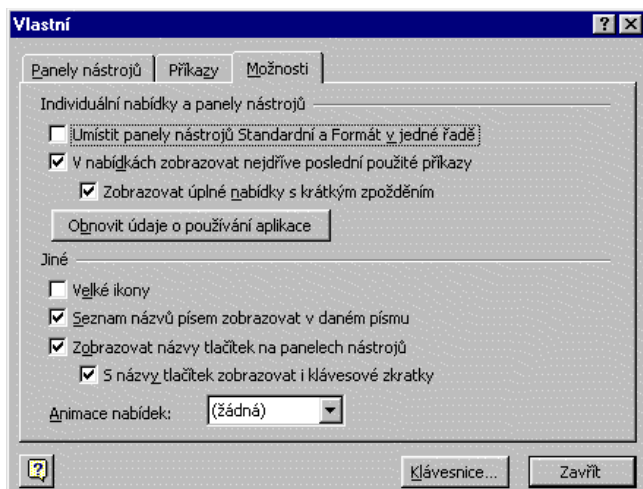 Vlastní
Panely nástrojů Příkazy Možnosti
Individuální nabídky a panely nástrojů
Umístit panely nástrojů Standardní a Formát v jedné řadě
V nabídkách zobrazovat nejdříve poslední použité příkazy
Zobrazovat úplné nabídky s krátkým zpožděním
Obnovit údaje o používání aplikace
Jiné
Velké ikony
Seznam názvů písem zobrazovat v daném písmu
Zobrazovat názvy tlačítek na panelech nástrojů
S názvy tlačítek zobrazovat i klávesové zkratky
Animace nabídek: (žádná)
Klávesnice... Zavřít